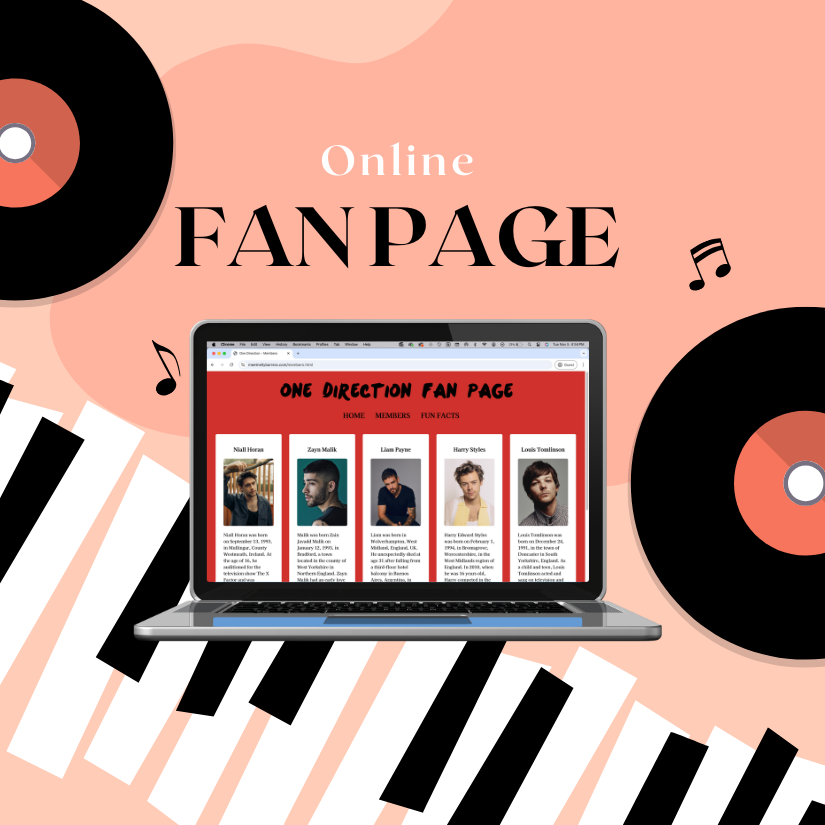 Online
FAN PAGE
Chrome File Edit View History Bookmarks Profiles Tab Window Help
One Direction - Members
ONE DIRECTION FAN PAGE
HOME MEMBERS FUN FACTS
Niall Horan
Niall Horan was born
on September 13, 1993,
in Mullingar, County
Westmeath, Ireland. At
the age of 16, he
auditioned for the
television show The X
Factor and was
Zayn Malik
Malik was born Zain
Javadd Malik on
January 12, 1993, in
Bradford, a town
located in the county of
West Yorkshire in
Northern England. Zayn
Malik had an early love
Liam Payne
Liam was born in
Wolverhampton, West
Midland, England, UK.
He unexpectedly died at
age 31 after falling from
a third-floor hotel
balcony in Buenos
Aires, Argentina, in
Harry Styles
Harry Edward Styles
was born on February 1,
1994, in Bromsgrove,
Worcestershire, in the
West Midlands region of
England. In 2010, when
he was 16 years old,
Harry competed in the
Louis Tomlinson
Louis Tomlinson was
born on December 24,
1991, in the town of
Doncaster in South
Yorkshire, England. As
a child and teen, Louis
Tomlinson acted and
sang on television and